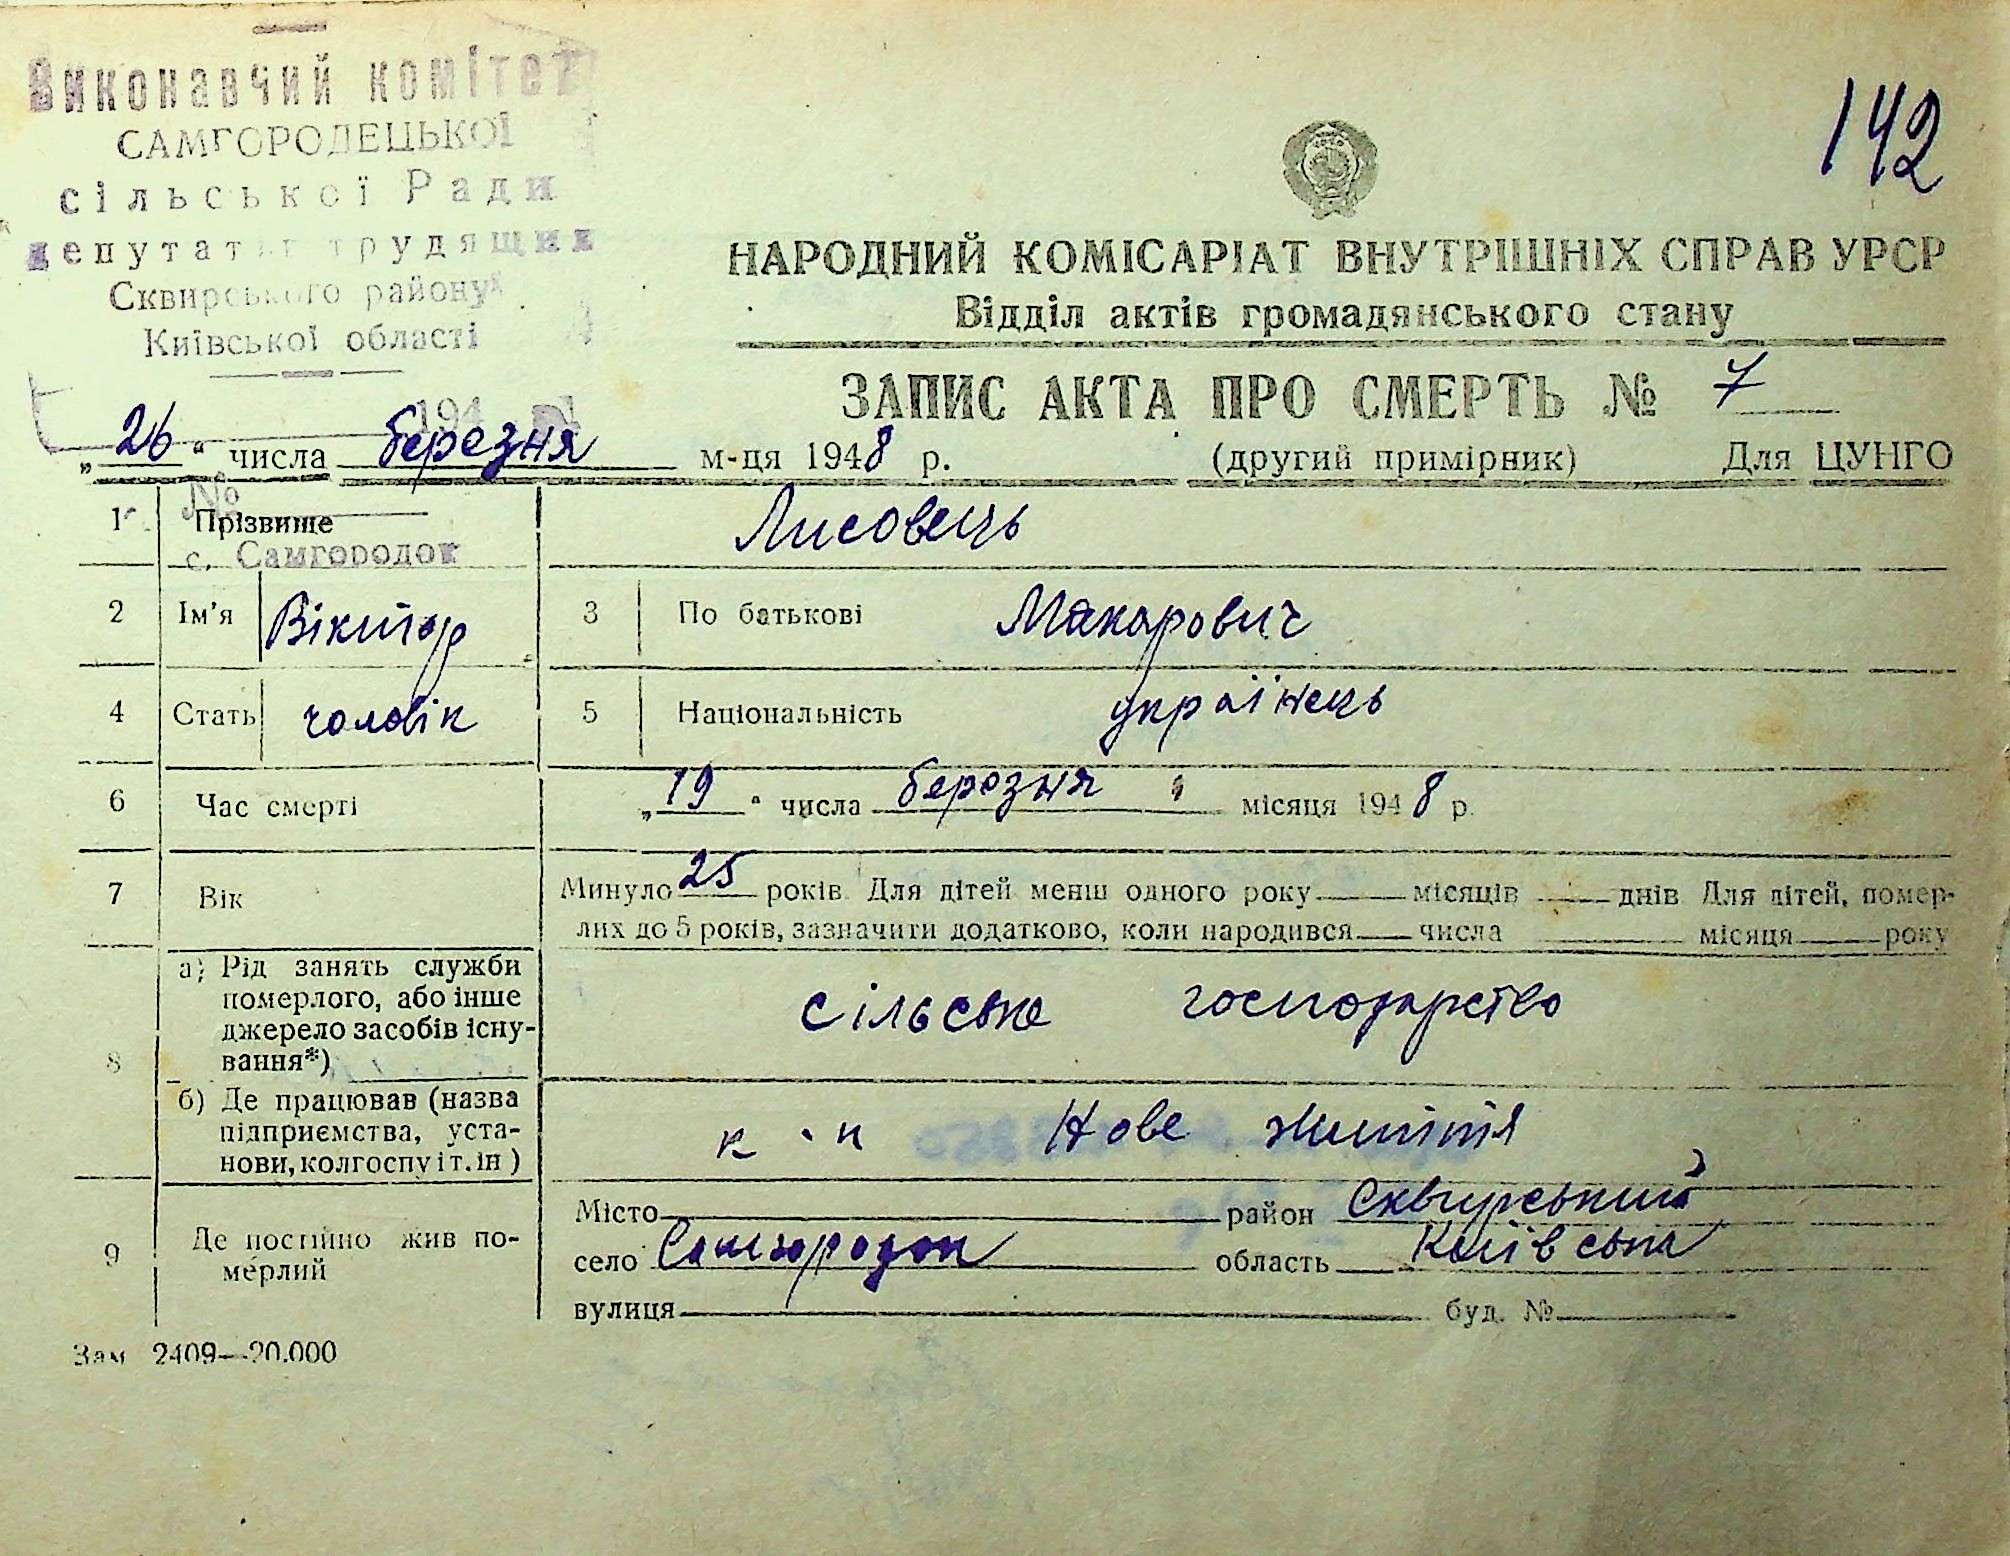 Виконавчий комітет
САМГОРОДЕЦЬКОЇ
сільської Ради
депутатів трудящих
Сквирського району
Київської області
194
№
с. Самгородок
142
НАРОДНИЙ КОМІСАРІАТ ВНУТРІШНІХ СПРАВ УРСР
Відділ актів громадянського стану
ЗАПИС АКТА ПРО СМЕРТЬ № 7
„26“ числа березня м-ця 1948 р. (другий примірник) Для ЦУНГО
1 Прізвище Лисовець
2 Ім'я Віктор 3 По батькові Макарович
4 Стать чоловік 5 Національність українець
6 Час смерті „19“ числа березня місяця 1948 р.
7 Вік Минуло 25 років. Для дітей менш одного року місяців днів Для дітей, помер-
лих до 5 років, зазначити додатково, коли народився числа місяця року
8 а) Рід занять служби
померлого, або інше
джерело засобів існу-
вання*)
сільське господарство
б) Де працював (назва
підприємства, уста-
нови, колгоспу і т. ін)
к-п Нове життя
9 Де постійно жив по-
мерлий
Місто район Сквирський
село Самгородок область Київська
вулиця буд. №
Зам 2409—20.000